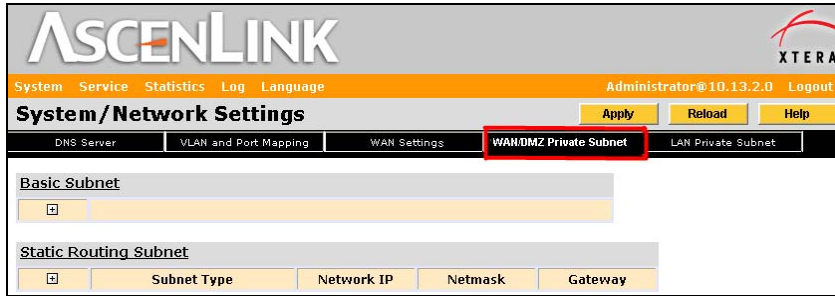 ASCENLINK
XTERA
System Service Statistics Log Language Administrator@10.13.2.0 Logout
System/Network Settings Apply Reload Help
DNS Server VLAN and Port Mapping WAN Settings WAN/DMZ Private Subnet LAN Private Subnet
Basic Subnet
+
Static Routing Subnet
+ Subnet Type Network IP Netmask Gateway